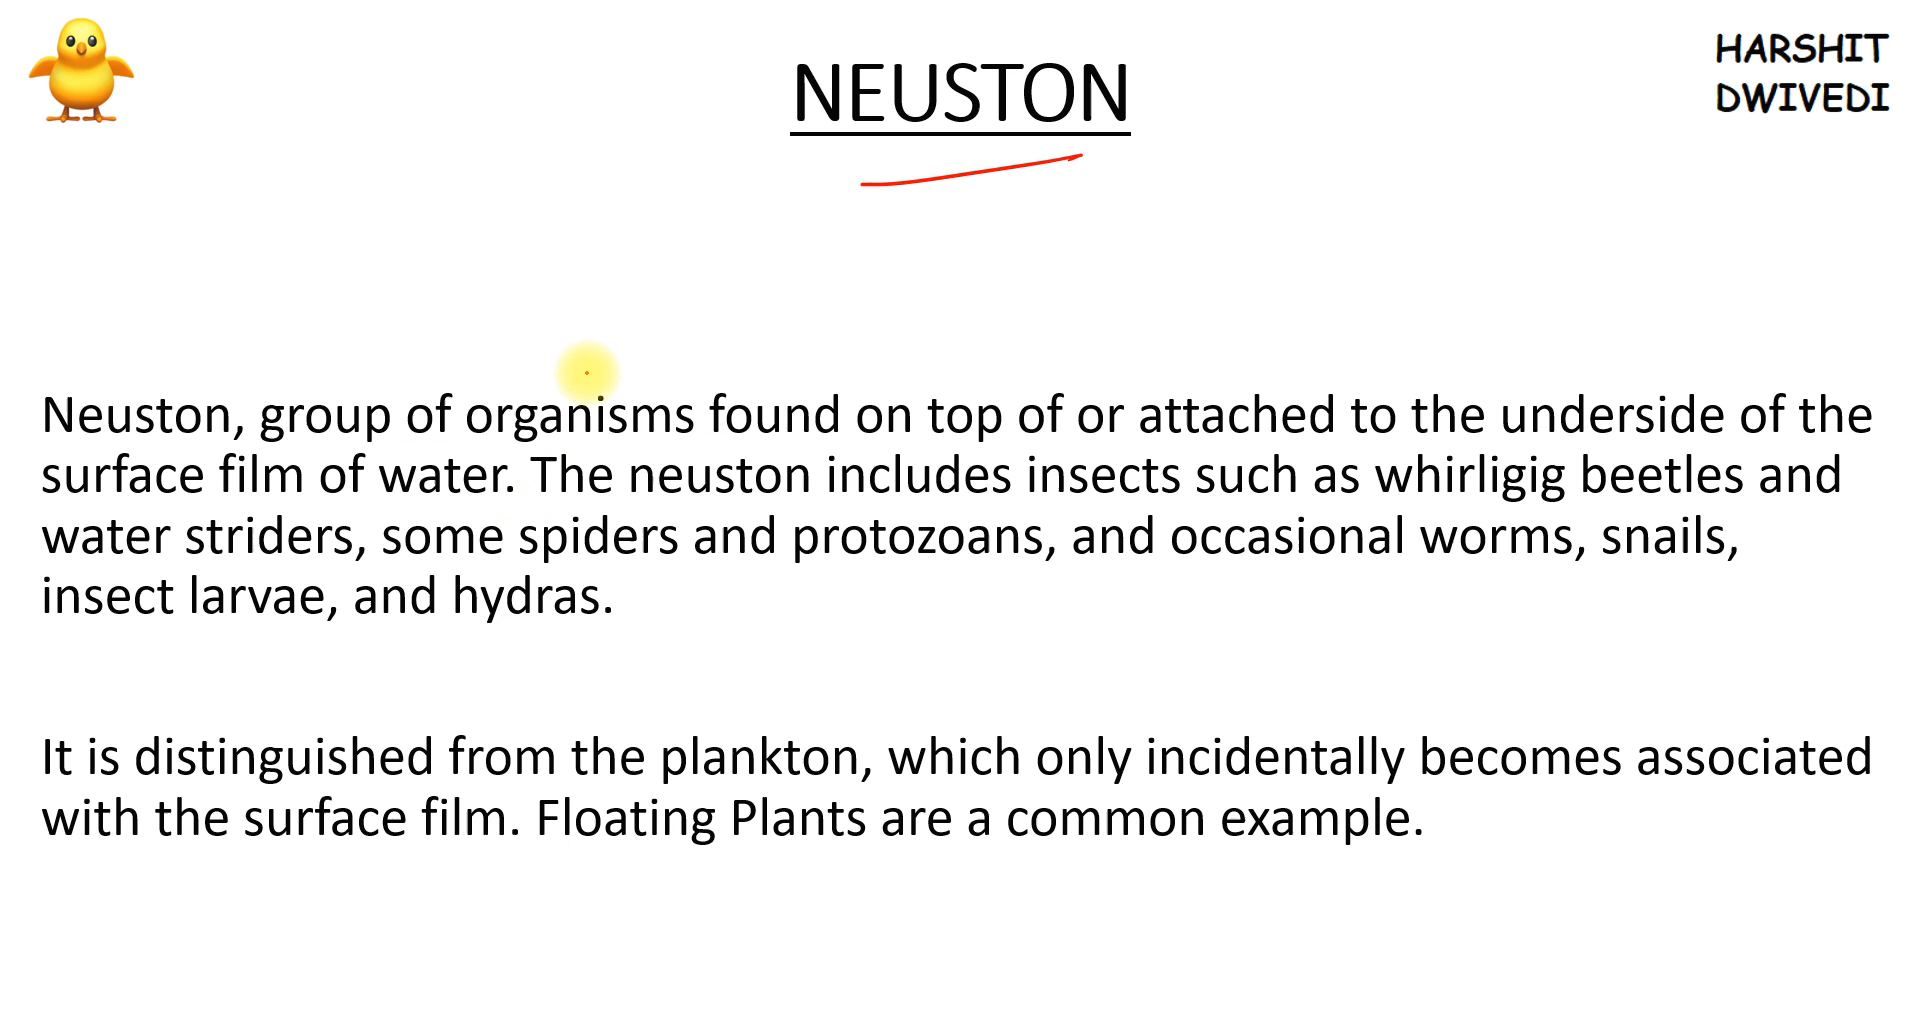 NEUSTON
HARSHIT
DWIVEDI
Neuston, group of organisms found on top of or attached to the underside of the
surface film of water. The neuston includes insects such as whirligig beetles and
water striders, some spiders and protozoans, and occasional worms, snails,
insect larvae, and hydras.
It is distinguished from the plankton, which only incidentally becomes associated
with the surface film. Floating Plants are a common example.